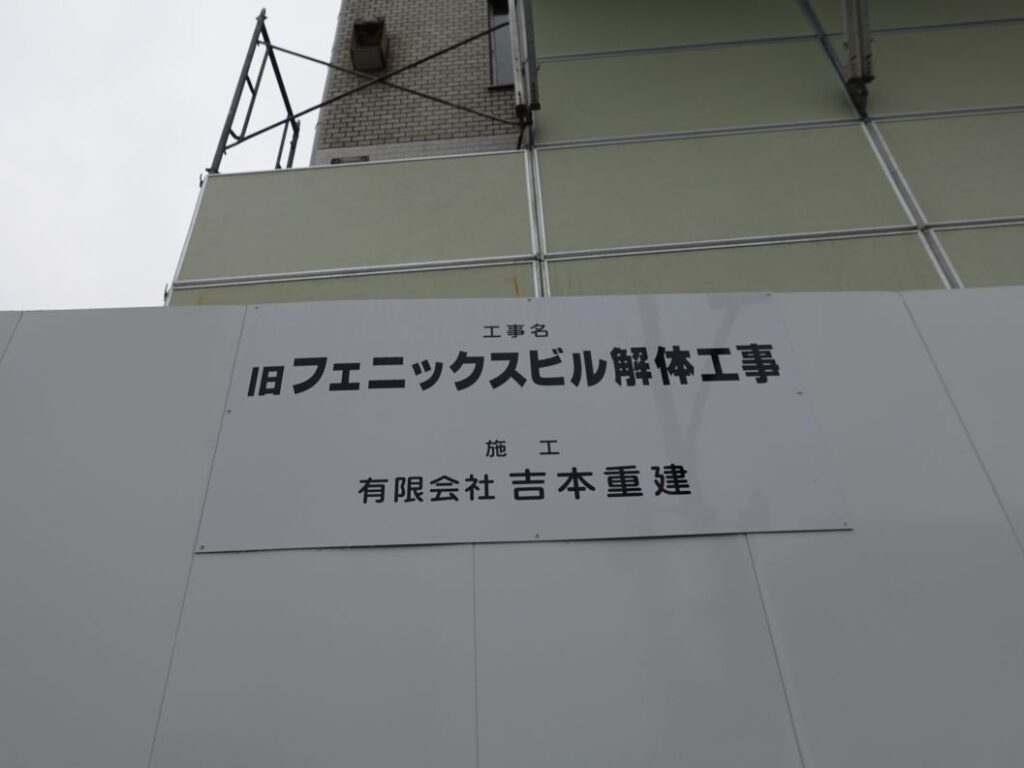 工事名
旧フェニックスビル解体工事
施 工
有限会社 吉本重建